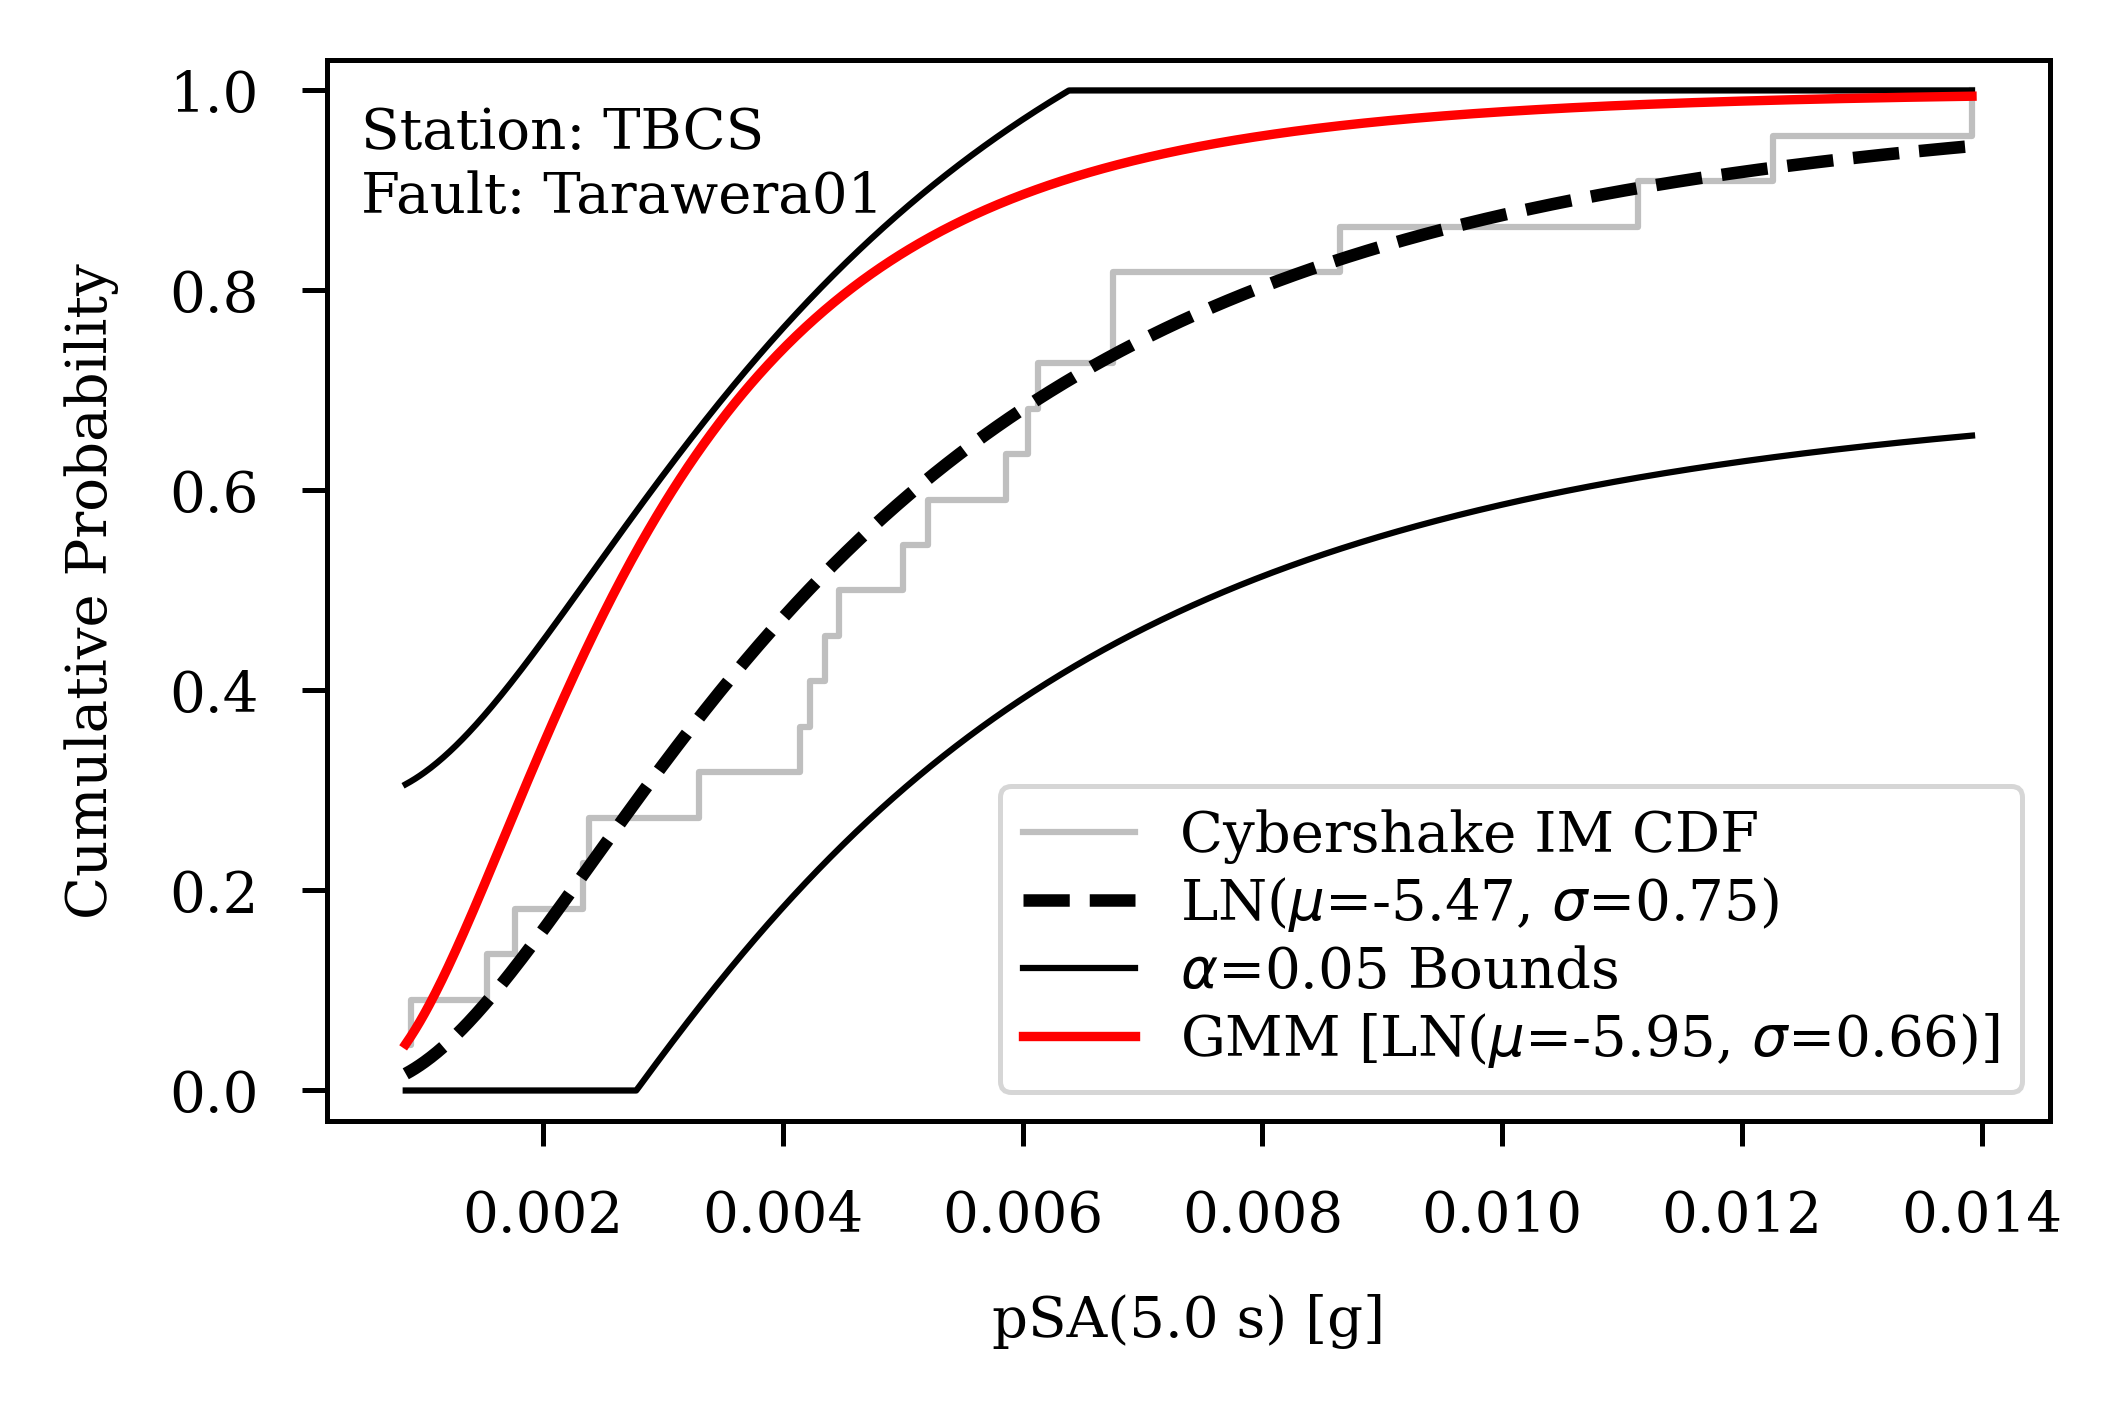 Station: TBCS
Fault: Tarawera01
Cumulative Probability
1.0
0.8
0.6
0.4
0.2
0.0
Cybershake IM CDF
LN(μ=-5.47, σ=0.75)
α=0.05 Bounds
GMM [LN(μ=-5.95, σ=0.66)]
0.002 0.004 0.006 0.008 0.010 0.012 0.014
pSA(5.0 s) [g]